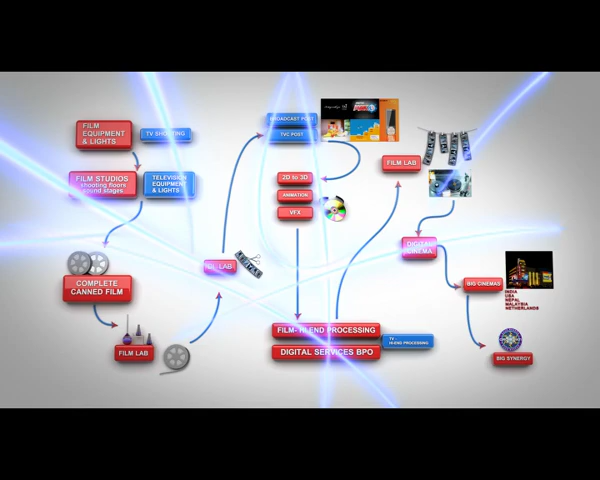 FILM
EQUIPMENT
& LIGHTS
TV SHOOTING
FILM STUDIOS
shooting floors
sound stages
TELEVISION
EQUIPMENT
& LIGHTS
COMPLETE
CANNED FILM
FILM LAB
LAB
BROADCAST POST
TVC POST
2D to 3D
ANIMATION
VFX
FILM- HI-END PROCESSING
DIGITAL SERVICES BPO
TV -
HI-END PROCESSING
FILM LAB
DIGITAL
CINEMA
BIG CINEMAS
INDIA
USA
NEPAL
MALAYSIA
NETHERLANDS
BIG SYNERGY